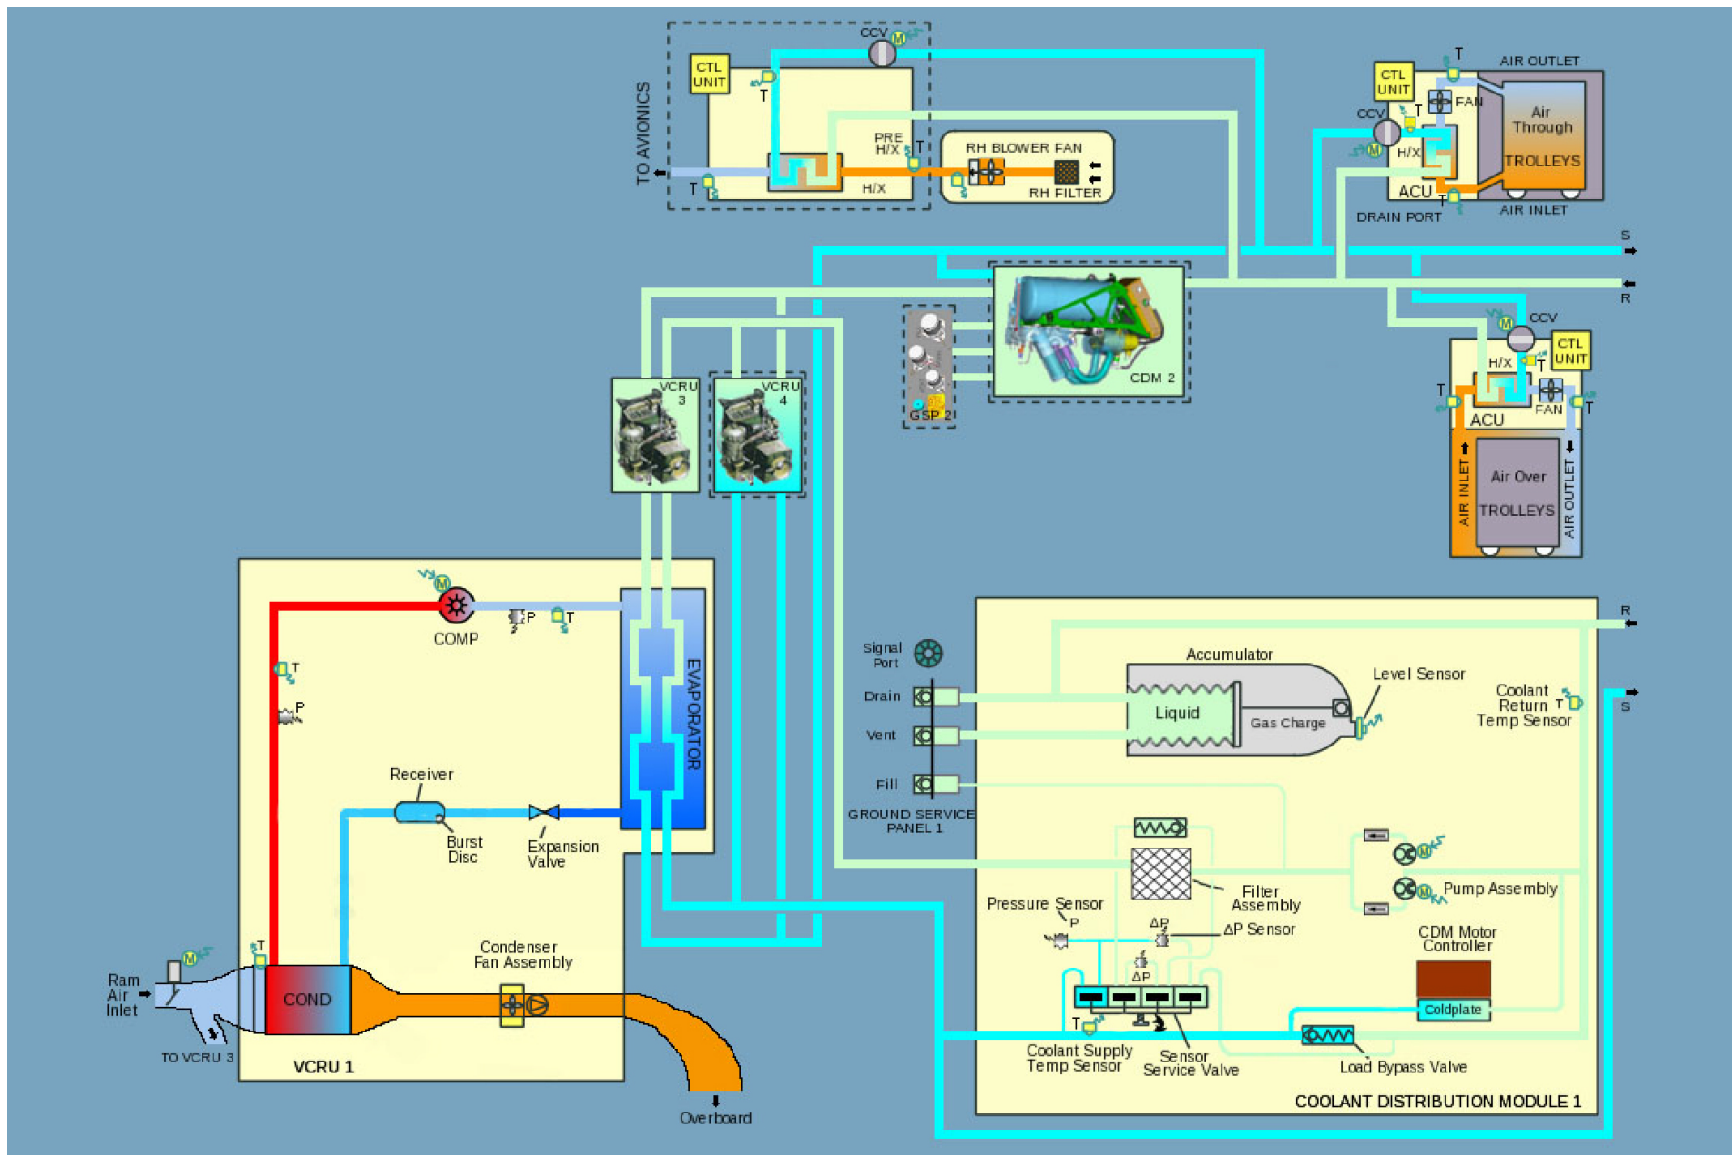 CCV
M
CTL
UNIT
T
TO AVIONICS
PRE
H/X
T
H/X
T
RH BLOWER FAN
RH FILTER
T
AIR OUTLET
CTL
UNIT
FAN
CCV
T
M
H/X
Air
Through
TROLLEYS
ACU
T
AIR INLET
DRAIN PORT
S
R
CCV
M
CTL
UNIT
H/X
T
T
FAN
T
ACU
AIR INLET
Air Over
TROLLEYS
AIR OUTLET
CDM 2
GSP 2
VCRU
3
VCRU
4
M
COMP
P
T
T
P
EVAPORATOR
Receiver
Burst
Disc
Expansion
Valve
M
T
Condenser
Fan Assembly
Ram
Air
Inlet
COND
TO VCRU 3
VCRU 1
Overboard
R
Signal
Port
Accumulator
Level Sensor
Drain
Liquid
Gas Charge
Coolant
Return
Temp Sensor
T
S
Vent
Fill
GROUND SERVICE
PANEL 1
M
M
Pump Assembly
Filter
Assembly
Pressure Sensor
P
ΔP
ΔP Sensor
ΔP
CDM Motor
Controller
Coldplate
T
Coolant Supply
Temp Sensor
Sensor
Service Valve
Load Bypass Valve
COOLANT DISTRIBUTION MODULE 1